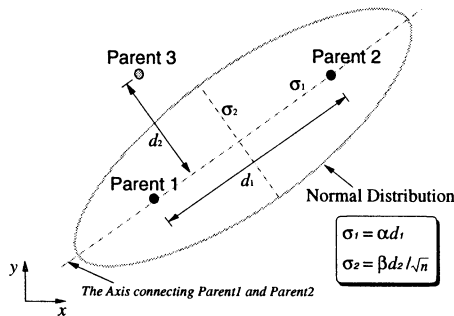 Parent 3
Parent 2
σ1
σ2
d2
d1
Parent 1
Normal Distribution
σ1 = αd1
σ2 = βd2/√n
y
x
The Axis connecting Parent1 and Parent2